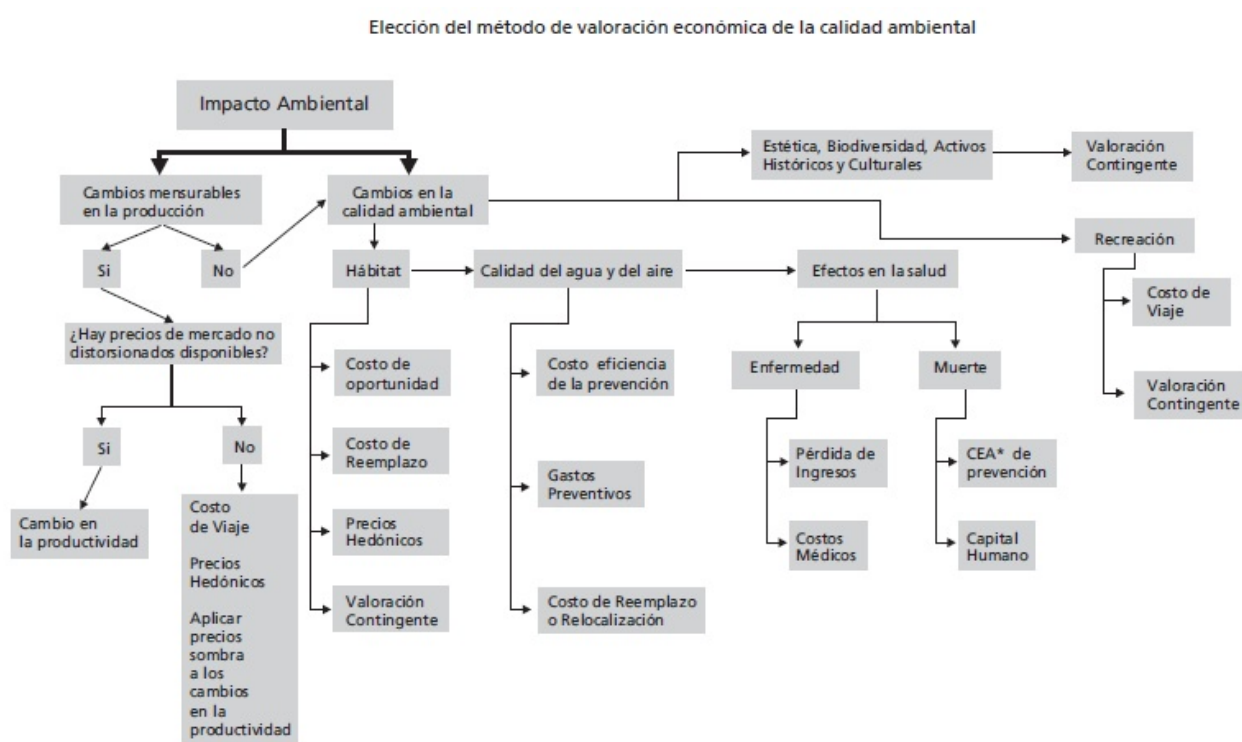 Elección del método de valoración económica de la calidad ambiental
Impacto Ambiental
Cambios mensurables
en la producción
Cambios en la
calidad ambiental
Estética, Biodiversidad, Activos
Históricos y Culturales
Valoración
Contingente
Si
No
Hábitat
Calidad del agua y del aire
Efectos en la salud
Recreación
¿Hay precios de mercado no
distorsionados disponibles?
Costo de
oportunidad
Costo eficiencia
de la prevención
Enfermedad
Muerte
Costo de
Viaje
Valoración
Contingente
Si
No
Costo de
Reemplazo
Gastos
Preventivos
Pérdida de
Ingresos
CEA* de
prevención
Cambio en
la productividad
Costo
de Viaje
Precios
Hedónicos
Aplicar
precios
sombra
a los
cambios
en la
productividad
Precios
Hedónicos
Costos
Médicos
Capital
Humano
Valoración
Contingente
Costo de Reemplazo
o Relocalización